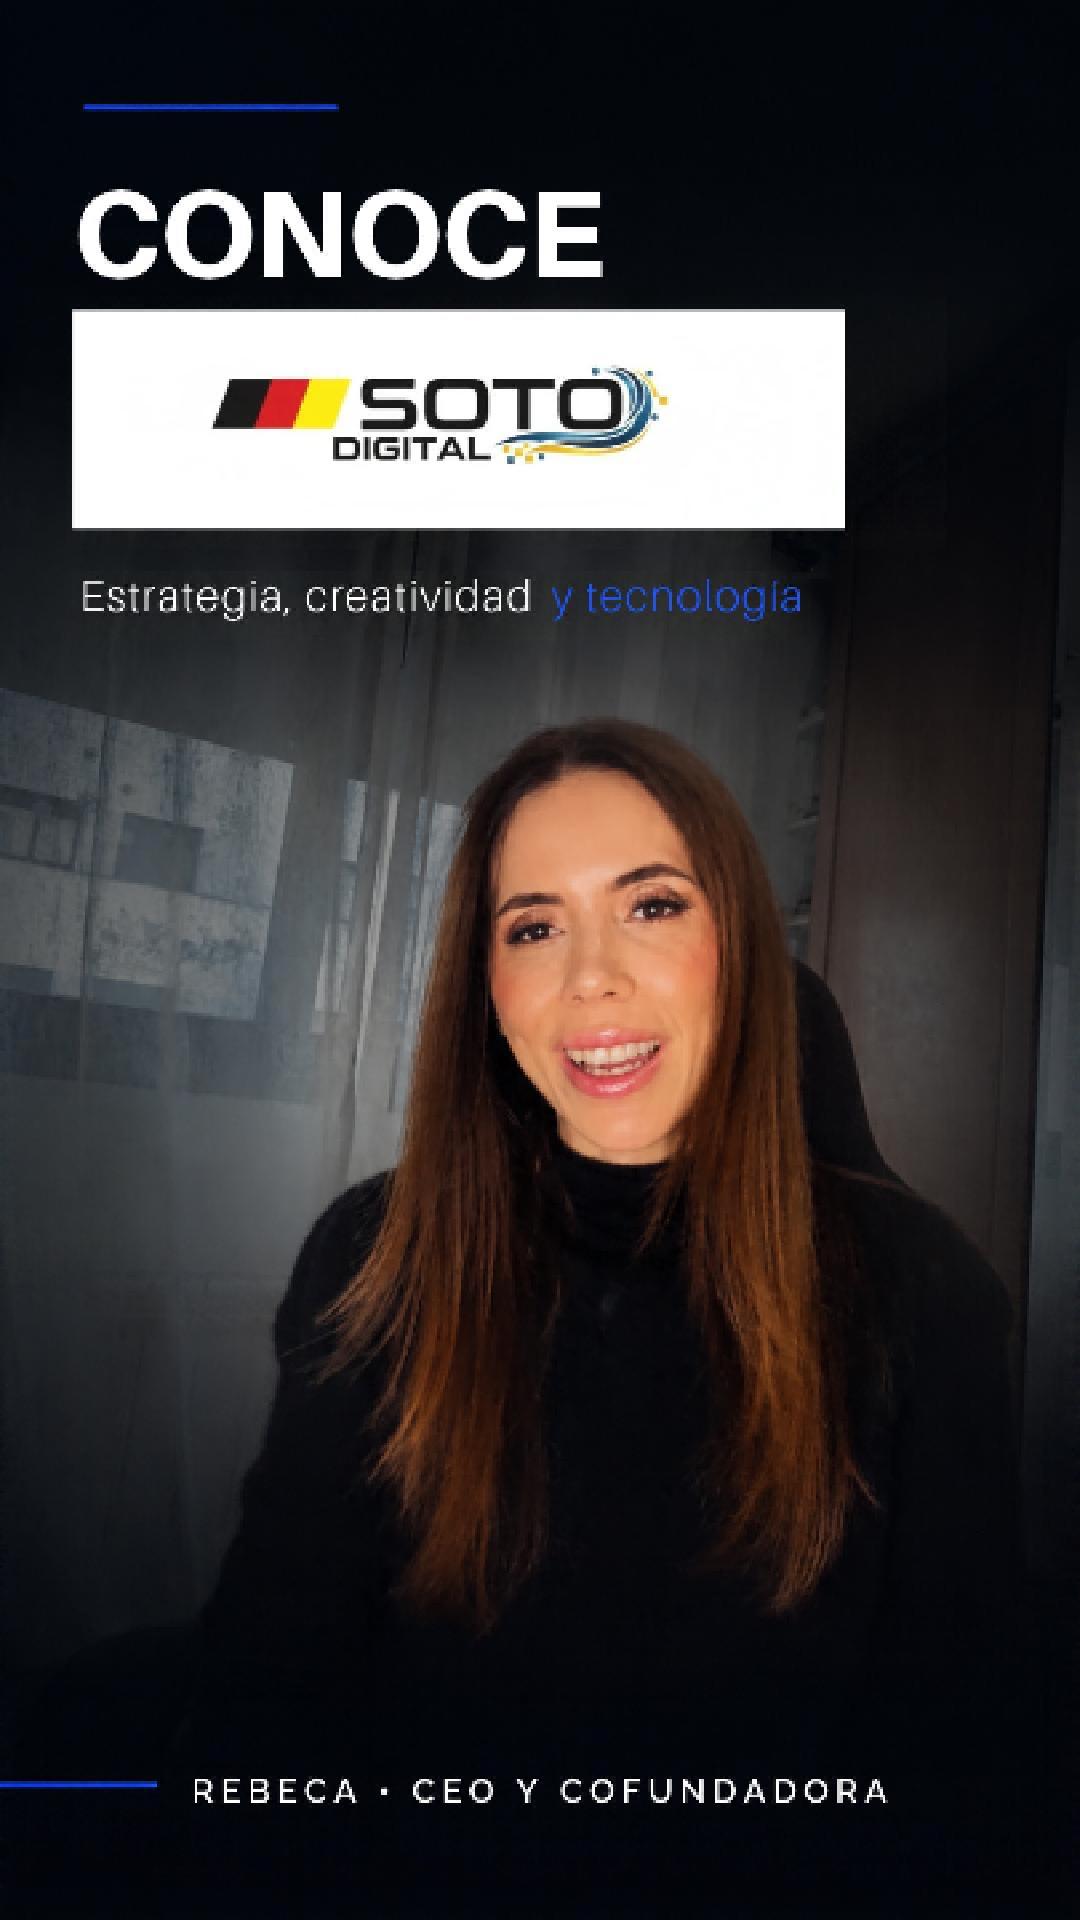 CONOCE
SOTO
DIGITAL
Estrategia, creatividad y tecnología
REBECA • CEO Y COFUNDADORA